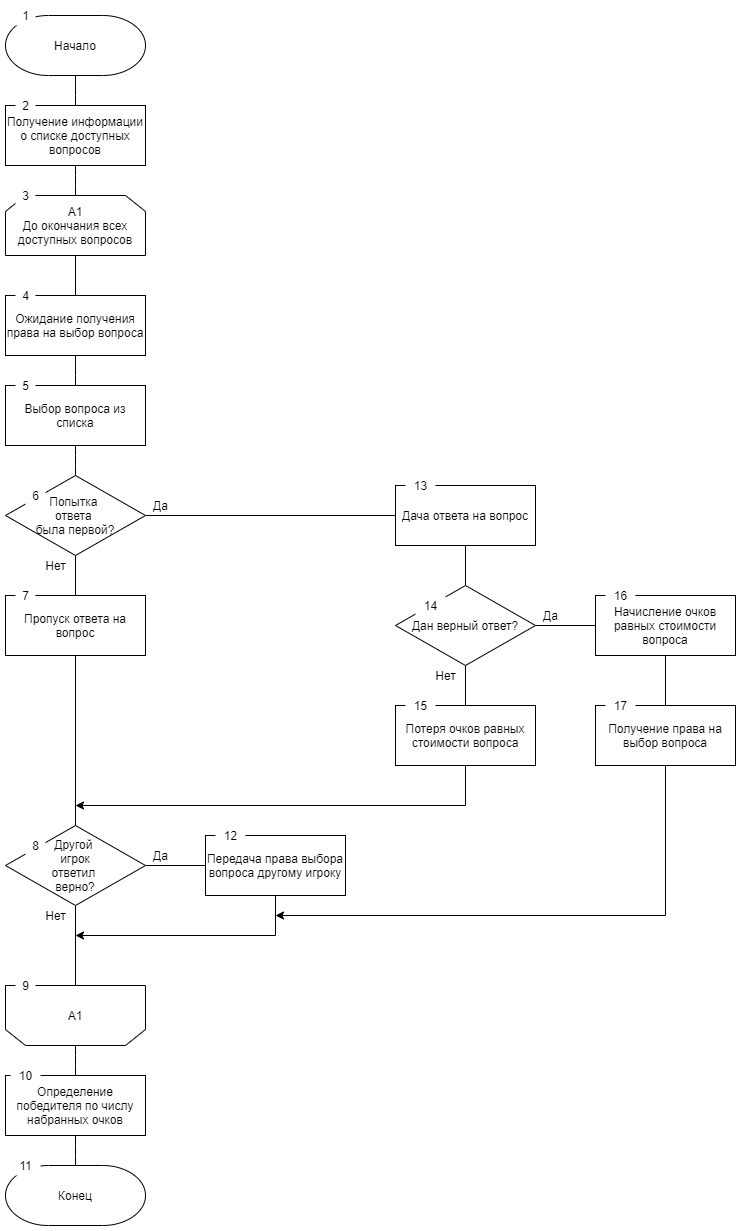 1
Начало
2
Получение информации
о списке доступных
вопросов
3
А1
До окончания всех
доступных вопросов
4
Ожидание получения
права на выбор вопроса
5
Выбор вопроса из
списка
6
Попытка
ответа
была первой?
Да
Нет
13
Дача ответа на вопрос
7
Пропуск ответа на
вопрос
14
Дан верный ответ?
Да
Нет
16
Начисление очков
равных стоимости
вопроса
15
Потеря очков равных
стоимости вопроса
17
Получение права на
выбор вопроса
8
Другой
игрок
ответил
верно?
Да
Нет
12
Передача права выбора
вопроса другому игроку
9
А1
10
Определение
победителя по числу
набранных очков
11
Конец